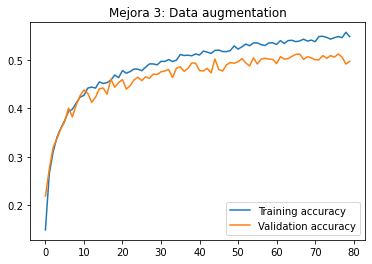 Mejora 3: Data augmentation
0.5
0.4
0.3
0.2
Training accuracy
Validation accuracy
0 10 20 30 40 50 60 70 80